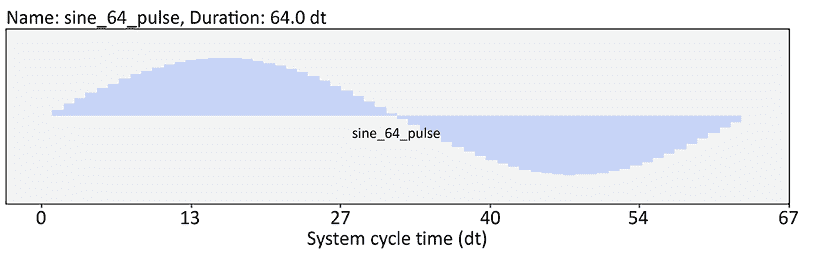 Name: sine_64_pulse, Duration: 64.0 dt
sine_64_pulse
0 13 27 40 54 67
System cycle time (dt)